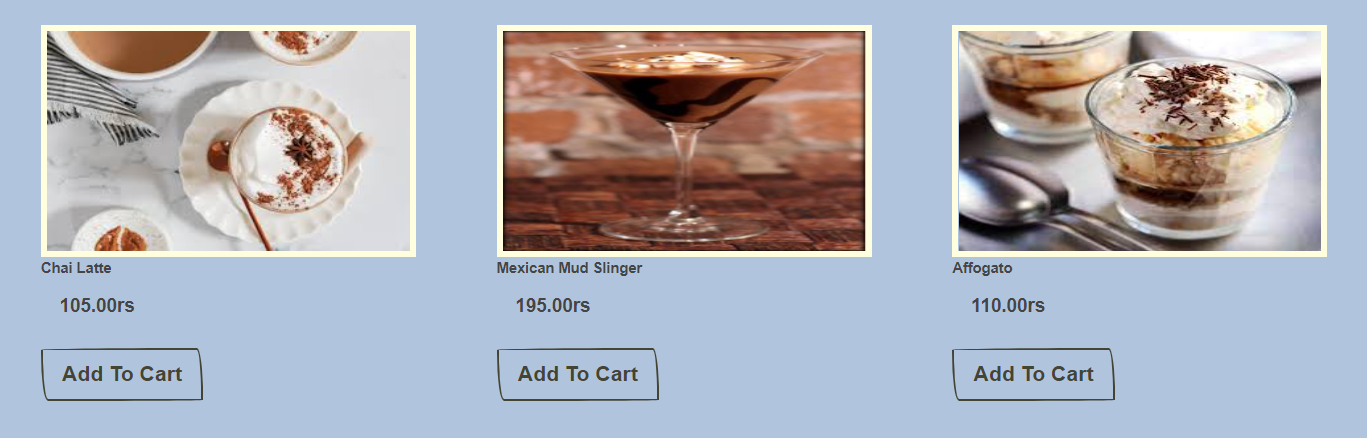 Chai Latte
105.00rs
Add To Cart
Mexican Mud Slinger
195.00rs
Add To Cart
Affogato
110.00rs
Add To Cart